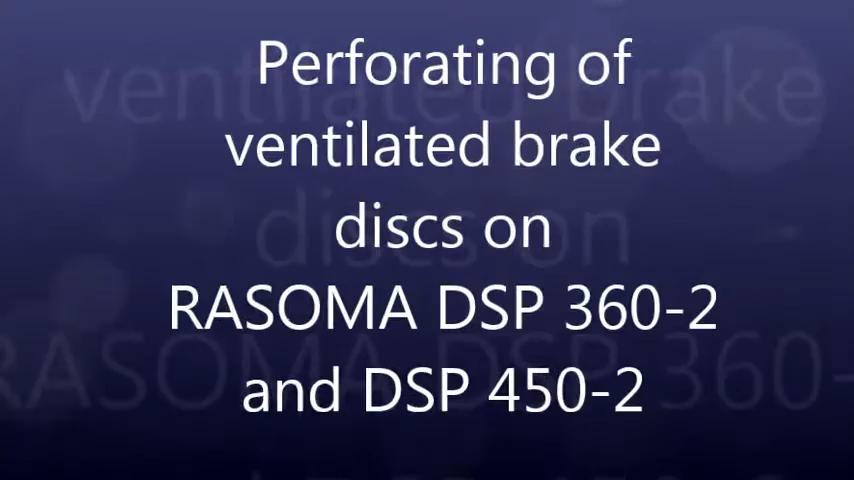 Perforating of
ventilated brake
discs on
RASOMA DSP 360-2
and DSP 450-2